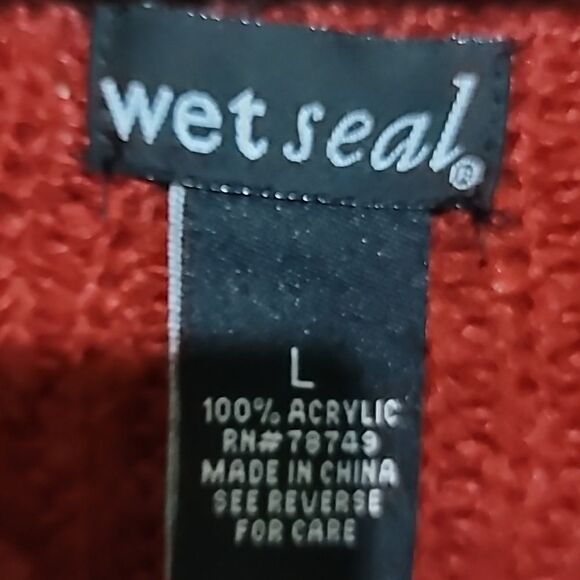 wet seal®
L
100% ACRYLIC
RN#78749
MADE IN CHINA
SEE REVERSE
FOR CARE